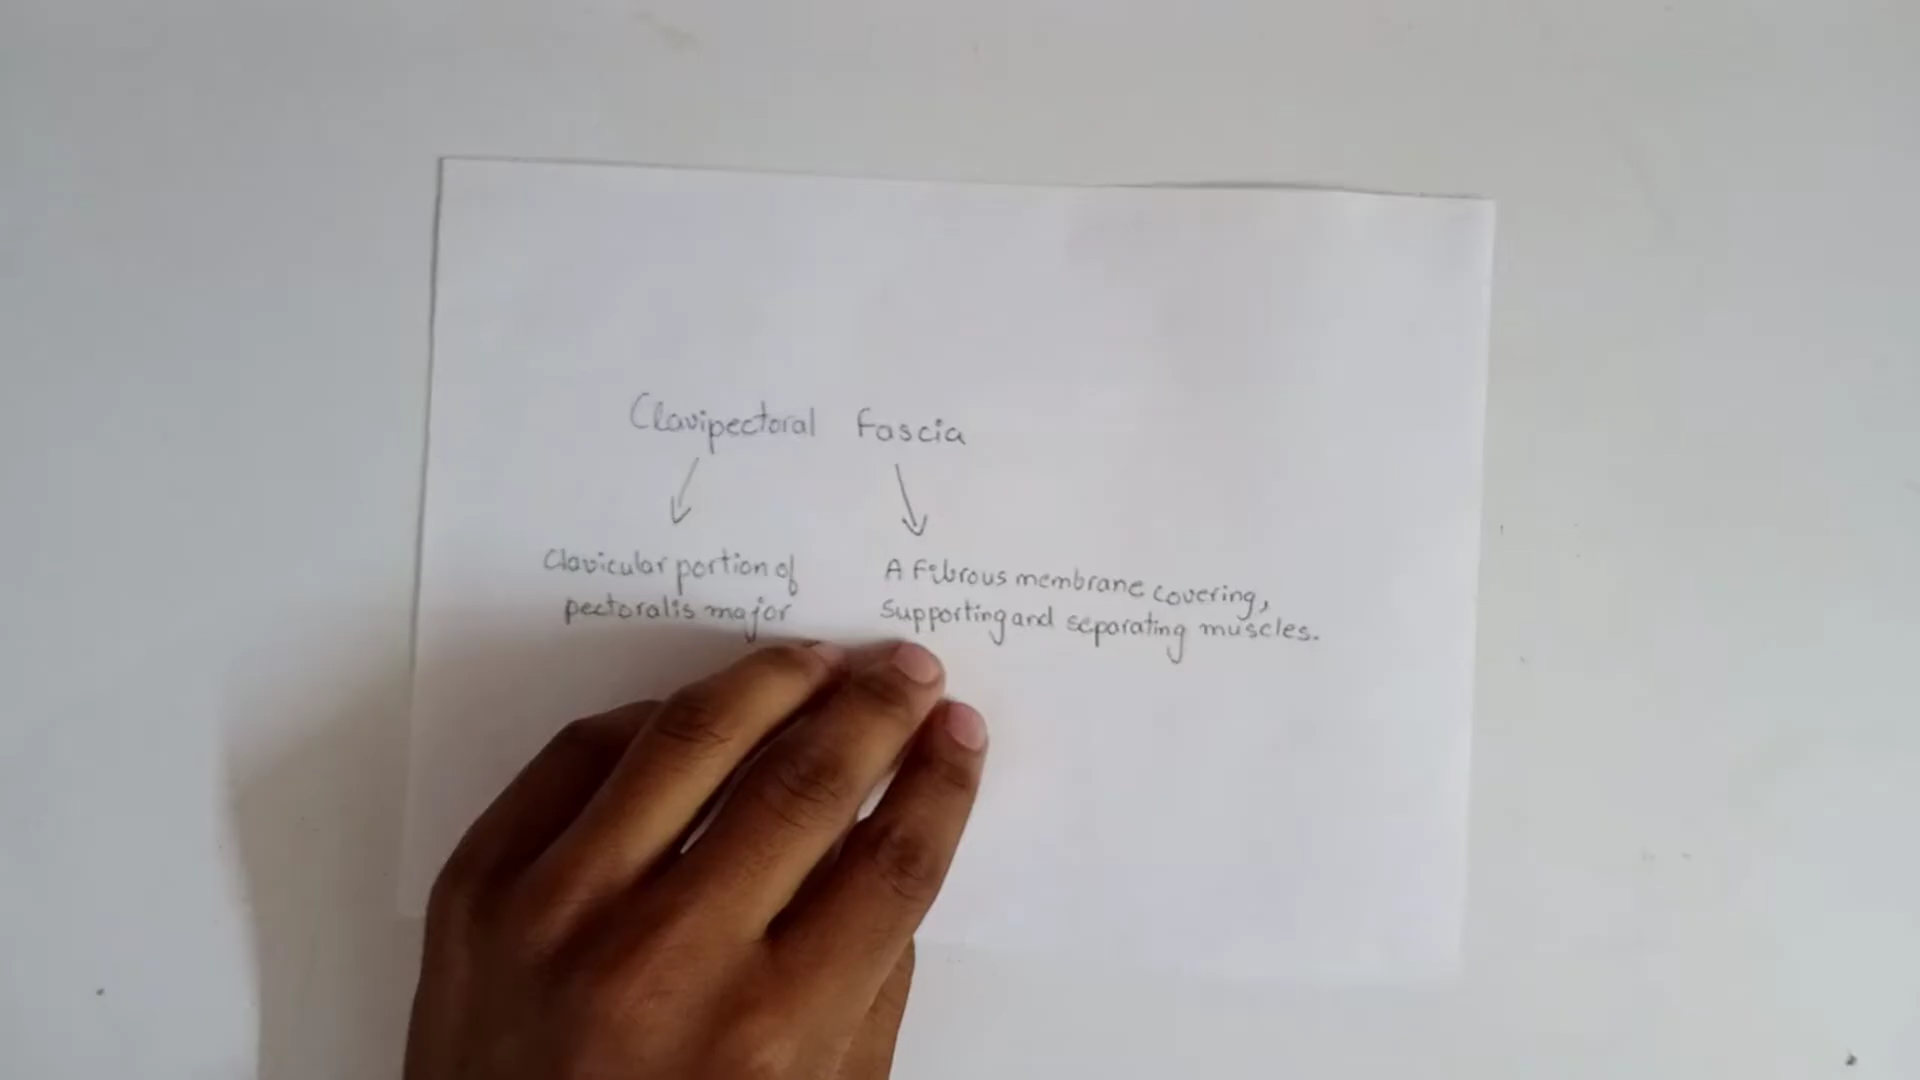 Clavipectoral fascia
Clavicular portion of
pectoralis major
A fibrous membrane covering,
Supporting and separating muscles.